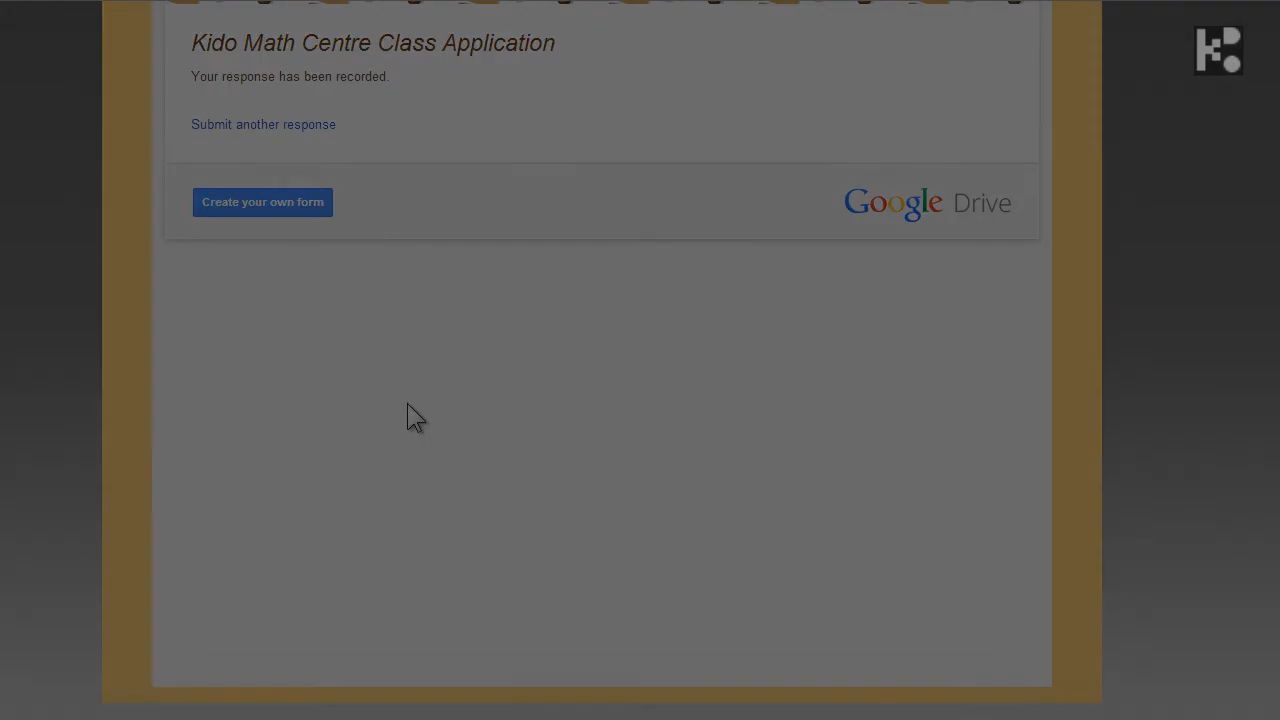 Kido Math Centre Class Application
Your response has been recorded.
Submit another response
Create your own form
Google Drive